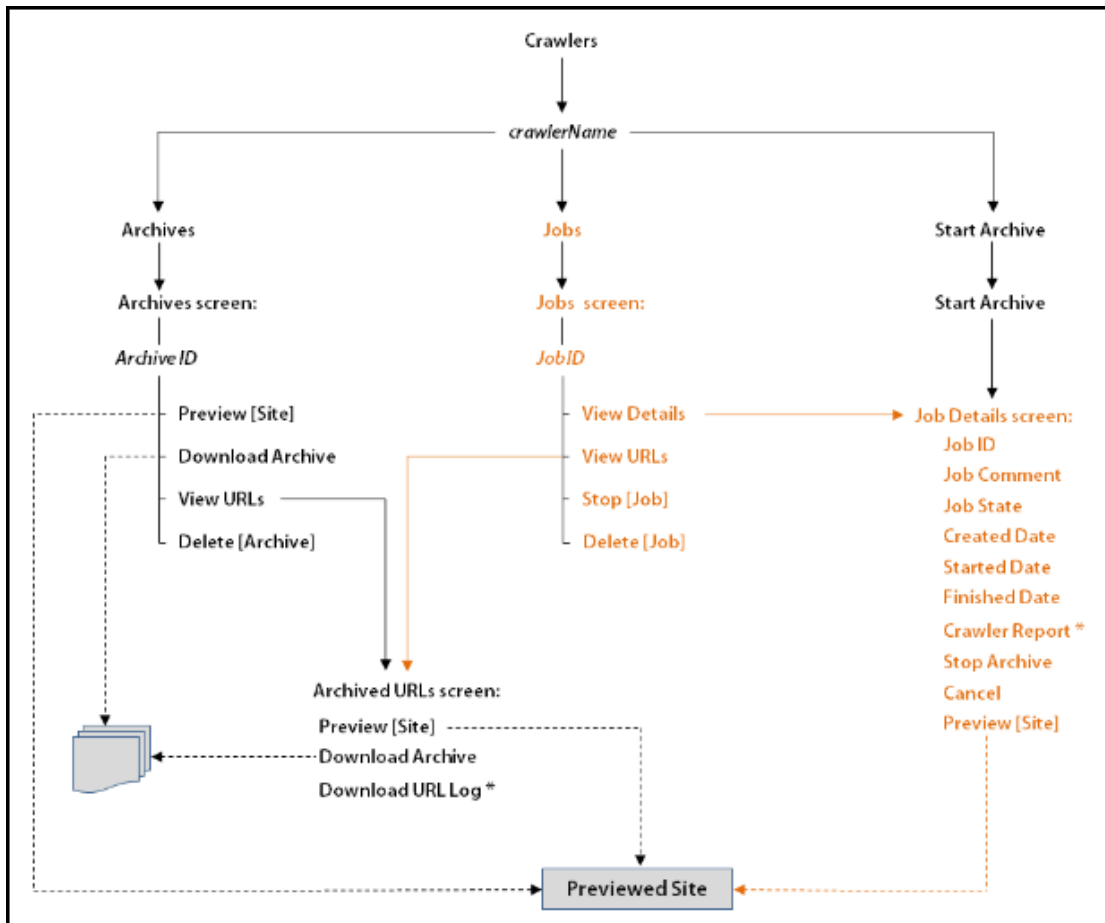 Crawlers
crawlerName
Archives
Archives screen:
ArchiveID
Preview [Site]
Download Archive
View URLs
Delete [Archive]
Jobs
Jobs screen:
JobID
View Details
View URLs
Stop [Job]
Delete [Job]
Start Archive
Start Archive
Job Details screen:
Job ID
Job Comment
Job State
Created Date
Started Date
Finished Date
Crawler Report *
Stop Archive
Cancel
Preview [Site]
Archived URLs screen:
Preview [Site]
Download Archive
Download URL Log *
Previewed Site